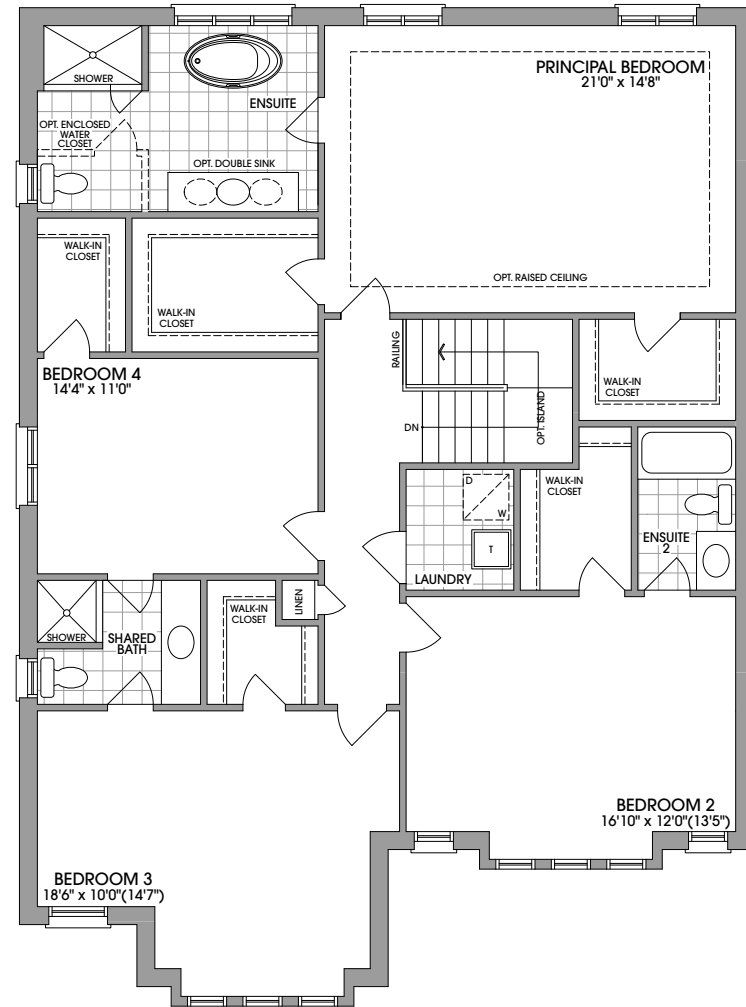 SHOWER
ENSUITE
OPT. ENCLOSED
WATER
CLOSET
OPT. DOUBLE SINK
PRINCIPAL BEDROOM
21'0" x 14'8"
OPT. RAISED CEILING
WALK-IN
CLOSET
WALK-IN
CLOSET
BEDROOM 4
14'4" x 11'0"
RAILING
DN
OPT. ISLAND
WALK-IN
CLOSET
D
W
T
LAUNDRY
WALK-IN
CLOSET
ENSUITE
2
SHOWER
SHARED
BATH
WALK-IN
CLOSET
LINEN
BEDROOM 2
16'10" x 12'0"(13'5")
BEDROOM 3
18'6" x 10'0"(14'7")